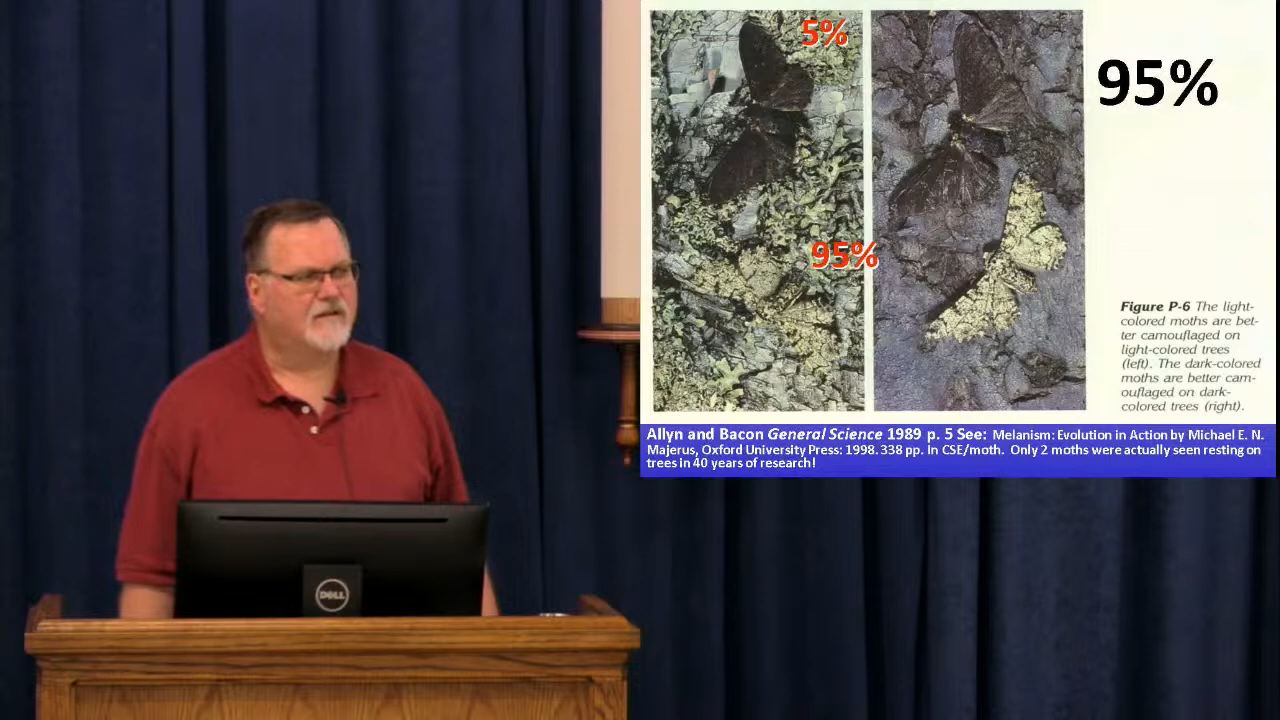 5%
95%
95%
Figure P-6 The light-
colored moths are bet-
ter camouflaged on
light-colored trees
(left). The dark-colored
moths are better cam-
ouflaged on dark-
colored trees (right).
Allyn and Bacon General Science 1989 p. 5 See: Melanism: Evolution in Action by Michael E. N.
Majerus, Oxford University Press: 1998. 338 pp. In CSE/moth. Only 2 moths were actually seen resting on
trees in 40 years of research!
DELL